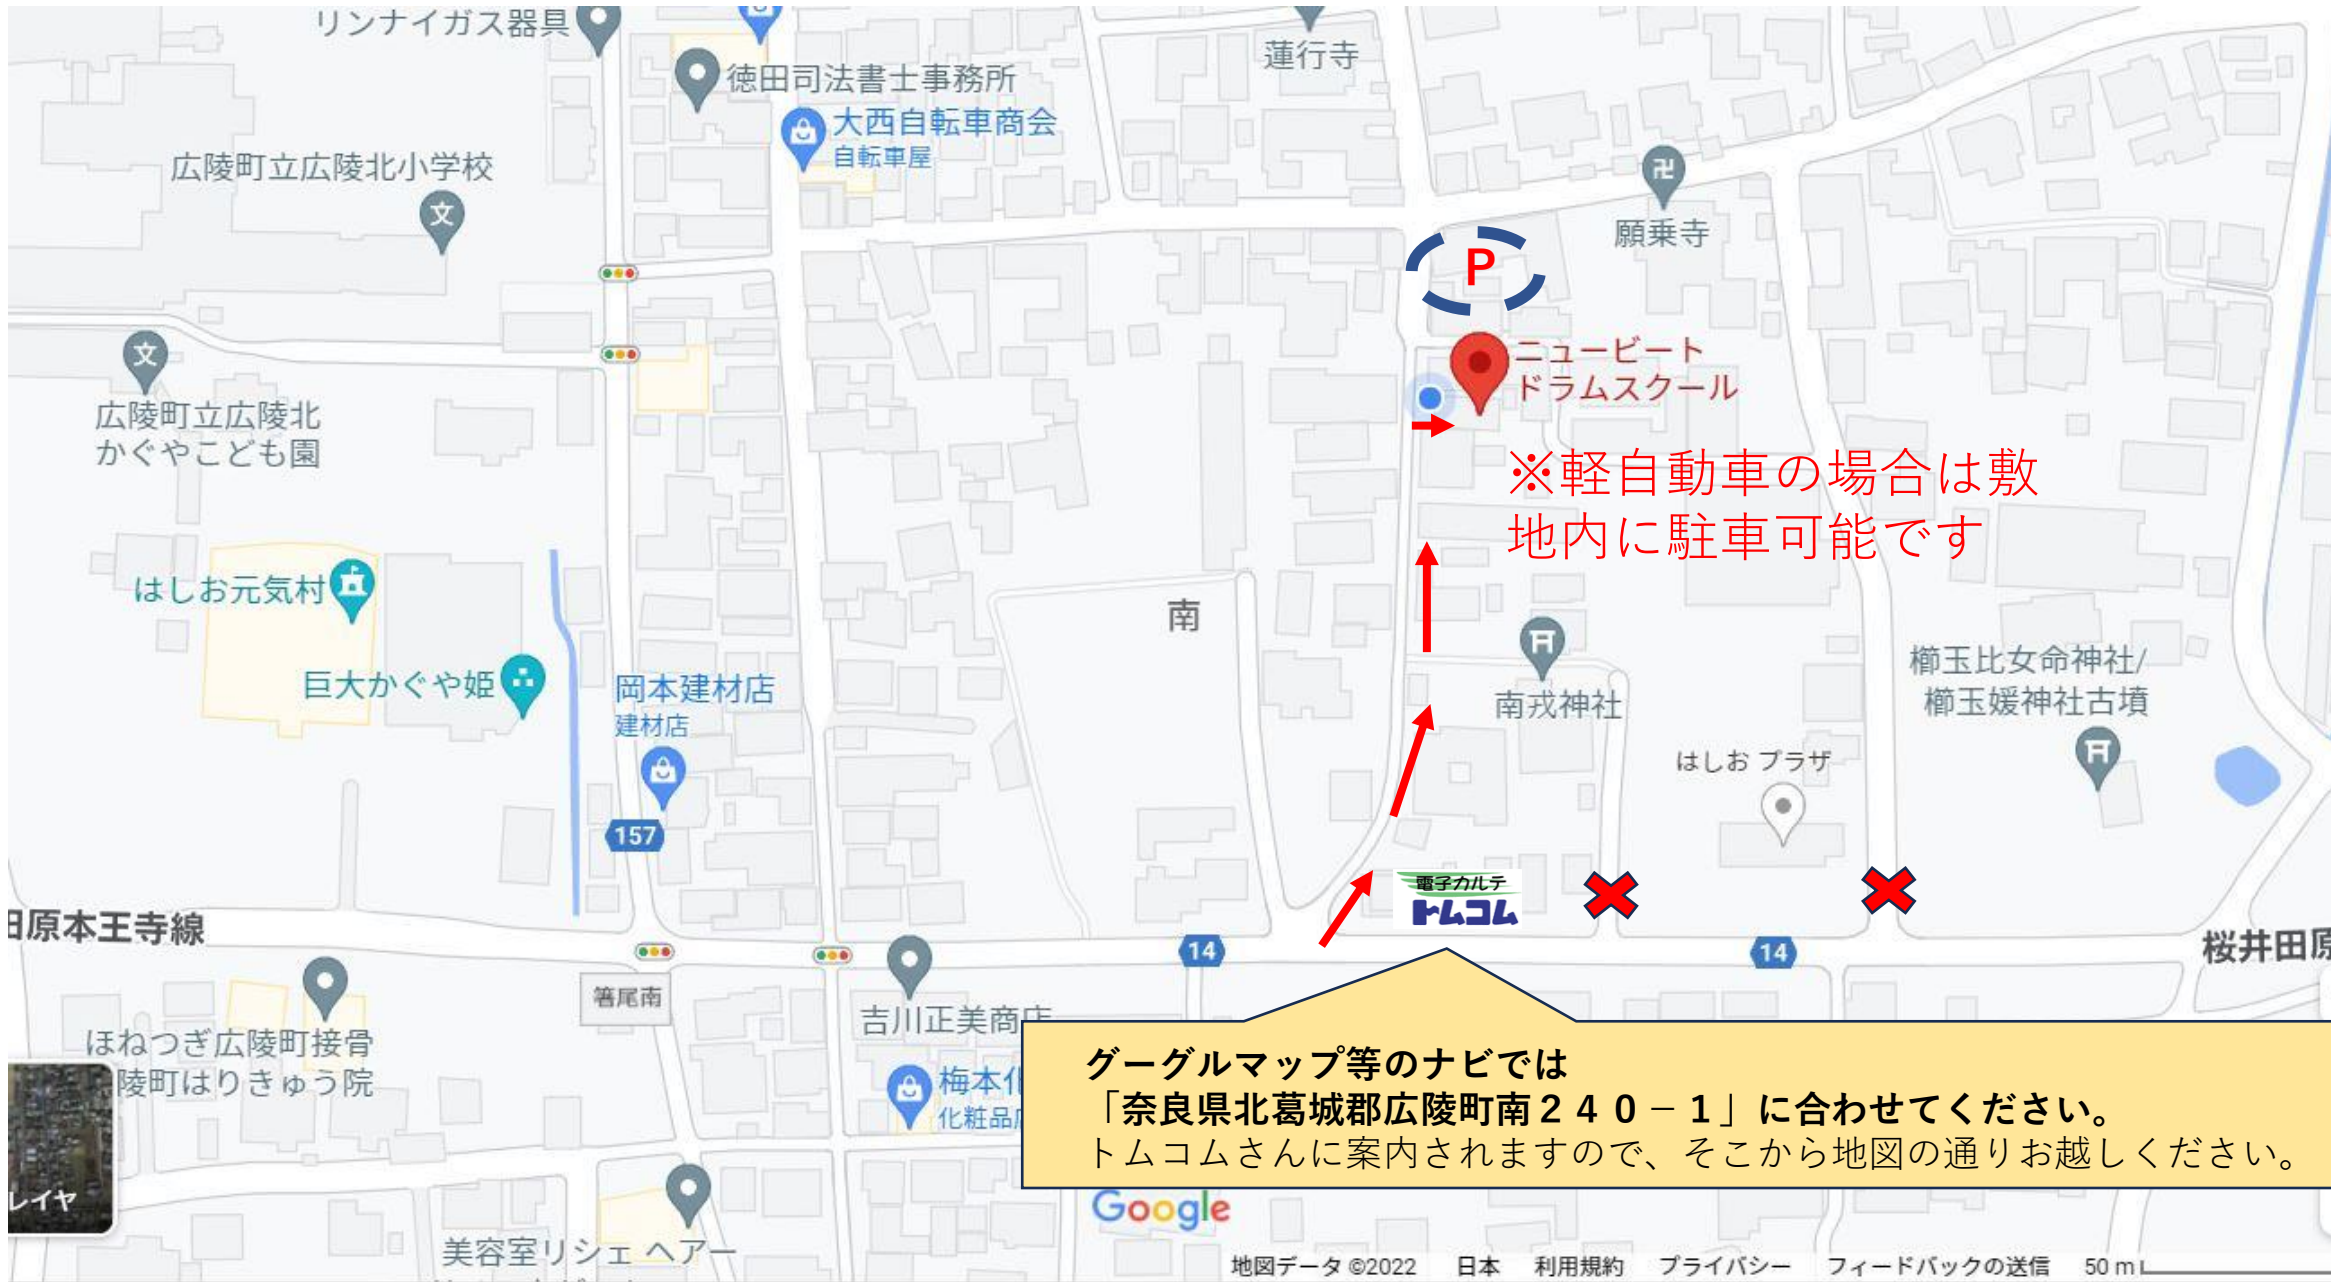 リンナイガス器具
蓮行寺
徳田司法書士事務所
大西自転車商会
自転車屋
広陵町立広陵北小学校
文
卍
願乗寺
P
文
広陵町立広陵北
かぐやこども園
ニュービート
ドラムスクール
※軽自動車の場合は敷
地内に駐車可能です
はしお元気村
南
巨大かぐや姫
岡本建材店
建材店
南戎神社
櫛玉比女命神社/
櫛玉媛神社古墳
はしお プラザ
157
電子カルテ
トムコム
田原本王寺線
14
14
桜井田原
箸尾南
吉川正美商店
ほねつぎ広陵町接骨
陵町はりきゅう院
梅本化
化粧品店
グーグルマップ等のナビでは
「奈良県北葛城郡広陵町南２４０－１」に合わせてください。
トムコムさんに案内されますので、そこから地図の通りお越しください。
レイヤ
Google
美容室リシェ ヘアー
地図データ ©2022 日本 利用規約 プライバシー フィードバックの送信 50 m